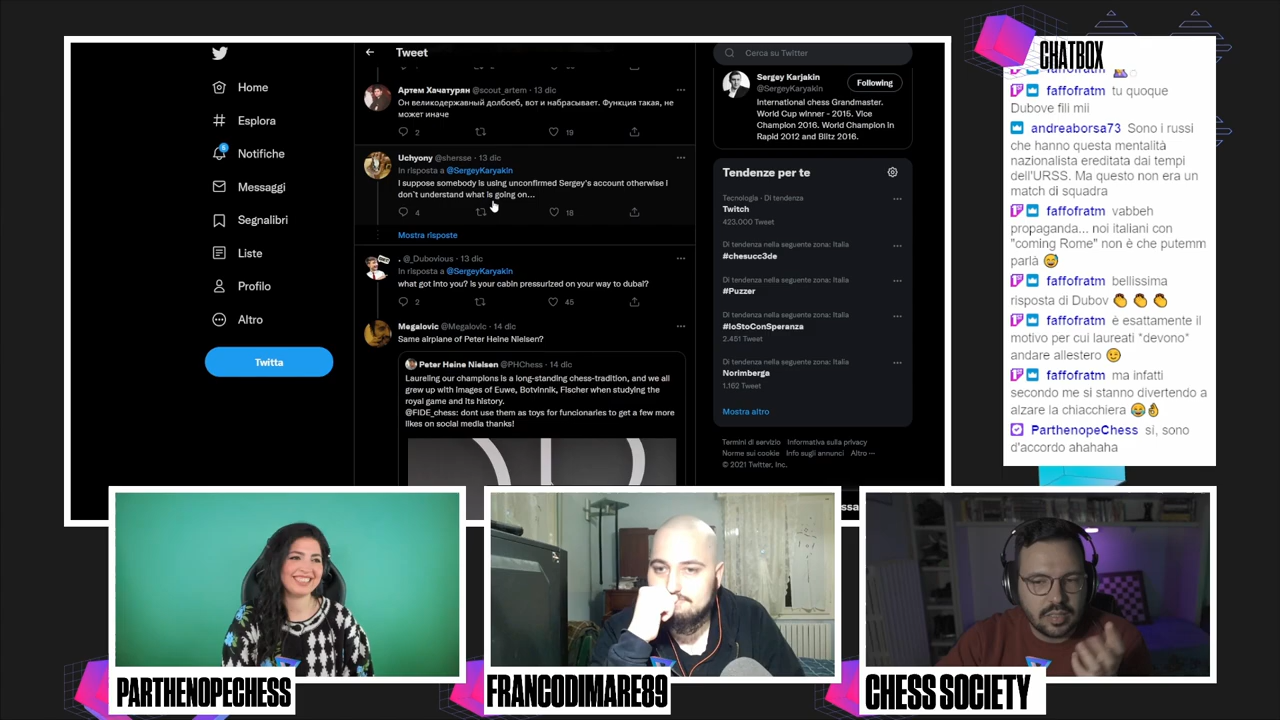 Home
Esplora
6
Notifiche
Messaggi
Segnalibri
Liste
Profilo
Altro
Twitta
Tweet
Артем Хачатурян @scout_artem · 13 dic
Он великодержавный долбоеб, вот и набрасывает. Функция такая, не
может иначе
2
19
Uchyony @shersse · 13 dic
In risposta a @SergeyKaryakin
I suppose somebody is using unconfirmed Sergey's account otherwise I
don´t understand what is going on...
4
18
Mostra risposte
. @_Dubovious · 13 dic
In risposta a @SergeyKaryakin
what got into you? is your cabin pressurized on your way to dubai?
2
45
Megalovic @Megalovic · 14 dic
Same airplane of Peter Heine Nielsen?
Peter Heine Nielsen @PHChess · 14 dic
Laureling our champions is a long-standing chess-tradition, and we all
grew up with images of Euwe, Botvinnik, Fischer when studying the
royal game and its history.
@FIDE_chess: dont use them as toys for funcionaries to get a few more
likes on social media thanks!
Cerca su Twitter
Sergey Karjakin
@SergeyKaryakin
Following
International chess Grandmaster.
World Cup winner - 2015. Vice
Champion 2016. World Champion in
Rapid 2012 and Blitz 2016.
Tendenze per te
Tecnologia · Di tendenza
Twitch
423.000 Tweet
Di tendenza nella seguente zona: Italia
#chesucc3de
Di tendenza nella seguente zona: Italia
#Puzzer
Di tendenza nella seguente zona: Italia
#IoStoConSperanza
2.451 Tweet
Di tendenza nella seguente zona: Italia
Norimberga
1.162 Tweet
Mostra altro
Termini di servizio Informativa sulla privacy
Norme sui cookie Info sugli annunci Altro ···
© 2021 Twitter, Inc.
ssa
CHATBOX
faffofratm
faffofratm tu quoque
Dubove fili mii
andreaborsa73 Sono i russi
che hanno questa mentalità
nazionalista ereditata dai tempi
dell'URSS. Ma questo non era un
match di squadra
faffofratm vabbeh
propaganda... noi italiani con
"coming Rome" non è che putemm
parlà 😅
faffofratm bellissima
risposta di Dubov 👏 👏 👏
faffofratm è esattamente il
motivo per cui laureati *devono*
andare allestero 😉
faffofratm ma infatti
secondo me si stanno divertendo a
alzare la chiacchiera 😂👌
ParthenopeChess si, sono
d'accordo ahahaha
PARTHENOPECHESS
FRANCODIMARE89
CHESS SOCIETY